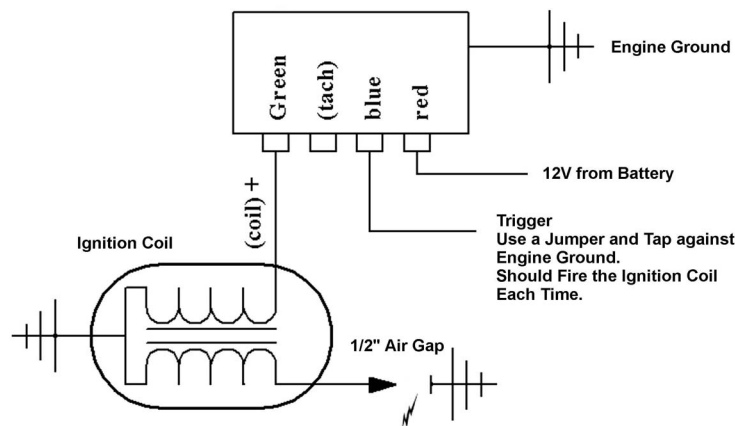 Engine Ground
Green
(tach)
blue
red
12V from Battery
(coil) +
Trigger
Use a Jumper and Tap against
Engine Ground.
Should Fire the Ignition Coil
Each Time.
Ignition Coil
1/2" Air Gap